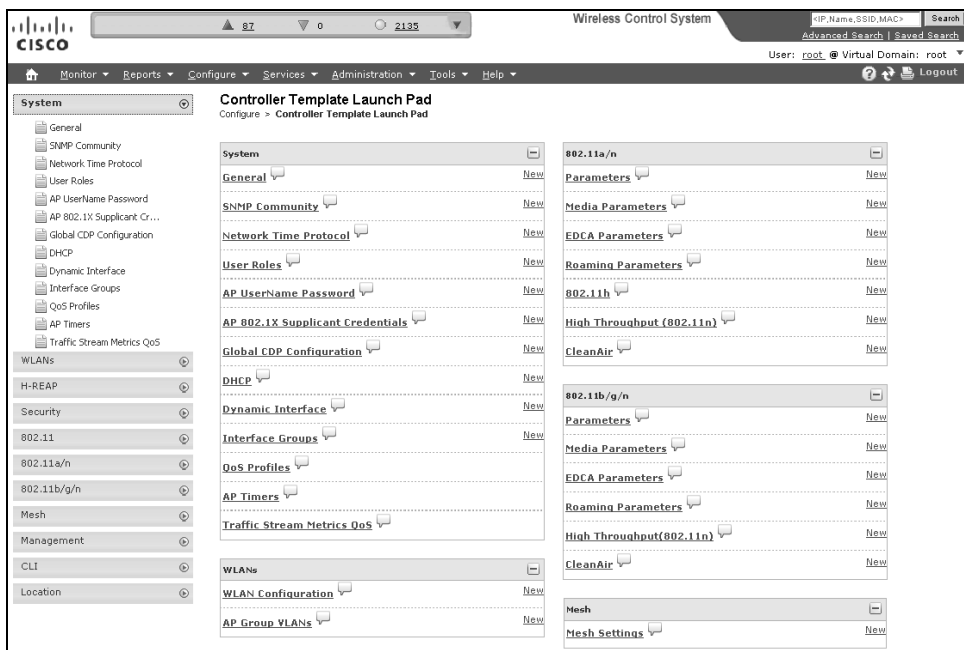 CISCO
87
0
2135
Wireless Control System
<IP,Name,SSID,MAC>
Search
Advanced Search | Saved Search
User: root @ Virtual Domain: root
Monitor Reports Configure Services Administration Tools Help
Logout
System
General
SNMP Community
Network Time Protocol
User Roles
AP UserName Password
AP 802.1X Supplicant Cr...
Global CDP Configuration
DHCP
Dynamic Interface
Interface Groups
QoS Profiles
AP Timers
Traffic Stream Metrics QoS
WLANs
H-REAP
Security
802.11
802.11a/n
802.11b/g/n
Mesh
Management
CLI
Location
Controller Template Launch Pad
Configure > Controller Template Launch Pad
System
General New
SNMP Community New
Network Time Protocol New
User Roles New
AP UserName Password New
AP 802.1X Supplicant Credentials New
Global CDP Configuration New
DHCP New
Dynamic Interface New
Interface Groups New
QoS Profiles
AP Timers
Traffic Stream Metrics QoS
WLANs
WLAN Configuration New
AP Group VLANs New
802.11a/n
Parameters New
Media Parameters New
EDCA Parameters New
Roaming Parameters New
802.11h New
High Throughput (802.11n) New
CleanAir New
802.11b/g/n
Parameters New
Media Parameters New
EDCA Parameters New
Roaming Parameters New
High Throughput(802.11n) New
CleanAir New
Mesh
Mesh Settings New